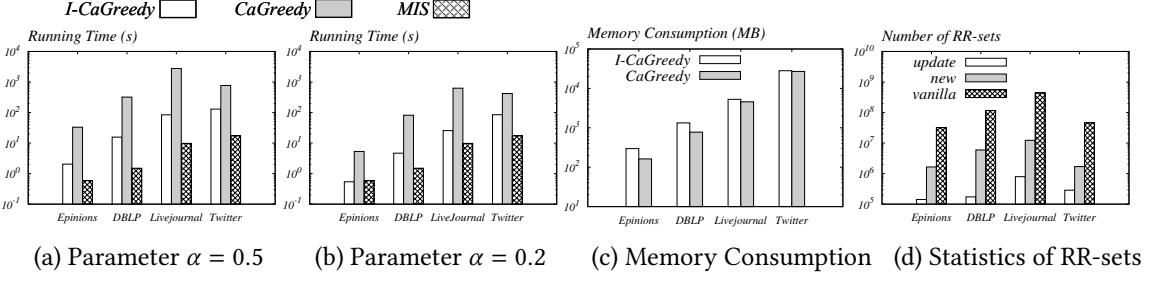 I-CaGreedy CaGreedy MIS
Running Time (s)
10^4
10^3
10^2
10^1
10^0
10^-1
Epinions DBLP Livejournal Twitter
(a) Parameter α = 0.5
Running Time (s)
10^4
10^3
10^2
10^1
10^0
10^-1
Epinions DBLP LiveJournal Twitter
(b) Parameter α = 0.2
Memory Consumption (MB)
I-CaGreedy
CaGreedy
10^5
10^4
10^3
10^2
10^1
Epinions DBLP Livejournal Twitter
(c) Memory Consumption
Number of RR-sets
update
new
vanilla
10^10
10^9
10^8
10^7
10^6
10^5
Epinions DBLP Livejournal Twitter
(d) Statistics of RR-sets